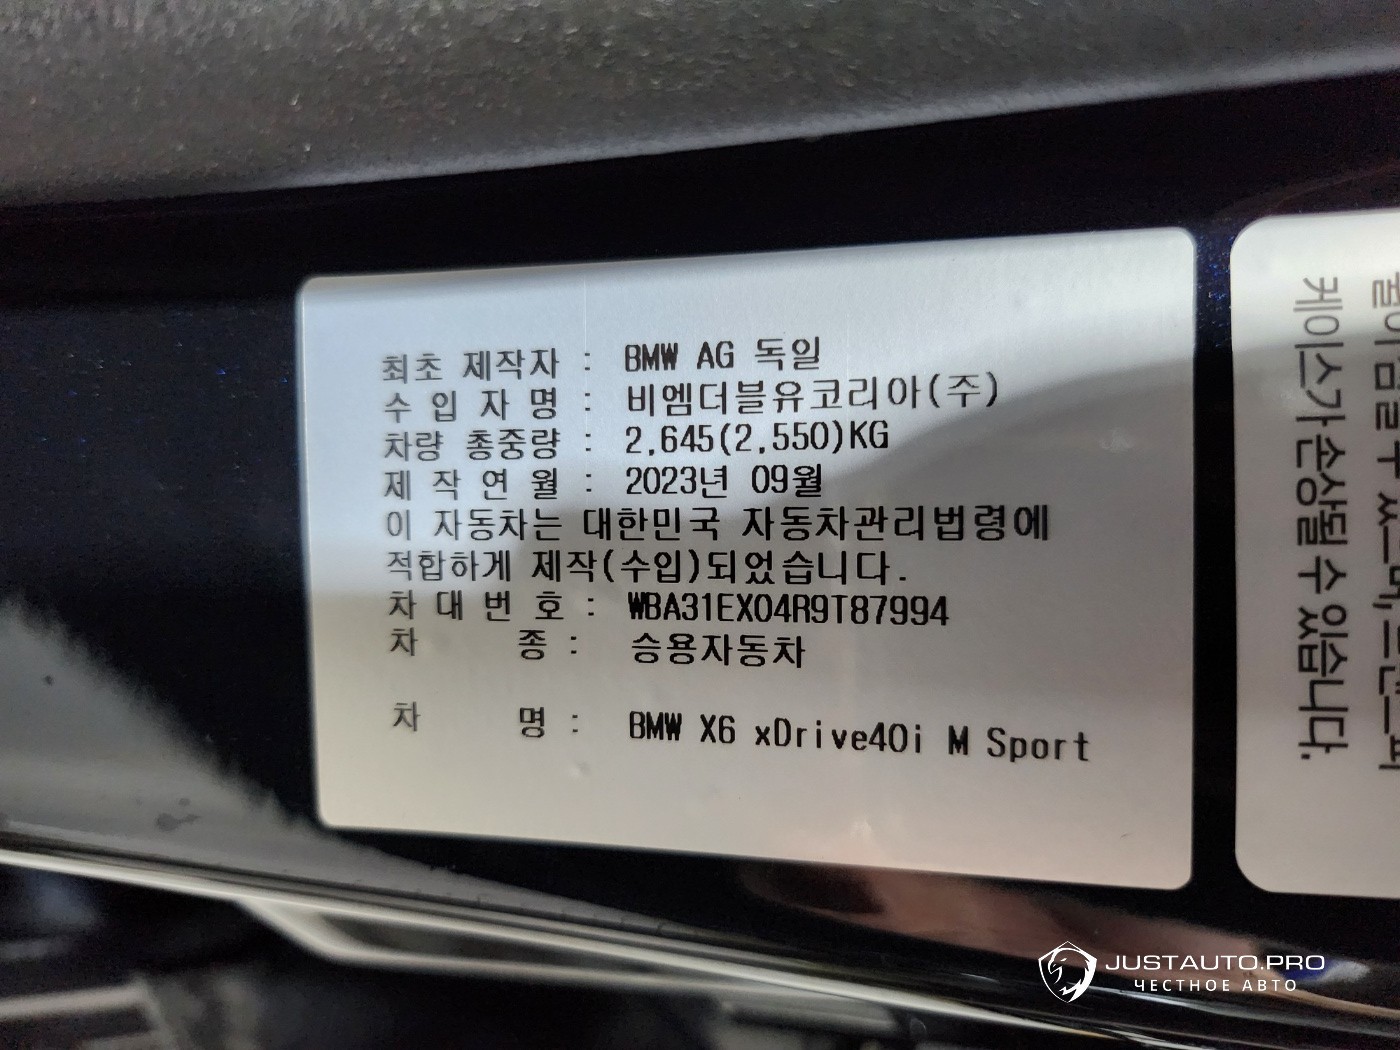 최초 제작자 : BMW AG 독일
수 입 자 명 : 비엠더블유코리아(주)
차량 총중량 : 2,645(2,550)KG
제 작 연 월 : 2023년 09월
이 자동차는 대한민국 자동차관리법령에
적합하게 제작(수입)되었습니다.
차 대 번 호 : WBA31EX04R9T87994
차 종 : 승용자동차
차 명 : BMW X6 xDrive40i M Sport
케이스가 손상될 수 있습니다.
JUSTAUTO.PRO
ЧЕСТНОЕ АВТО